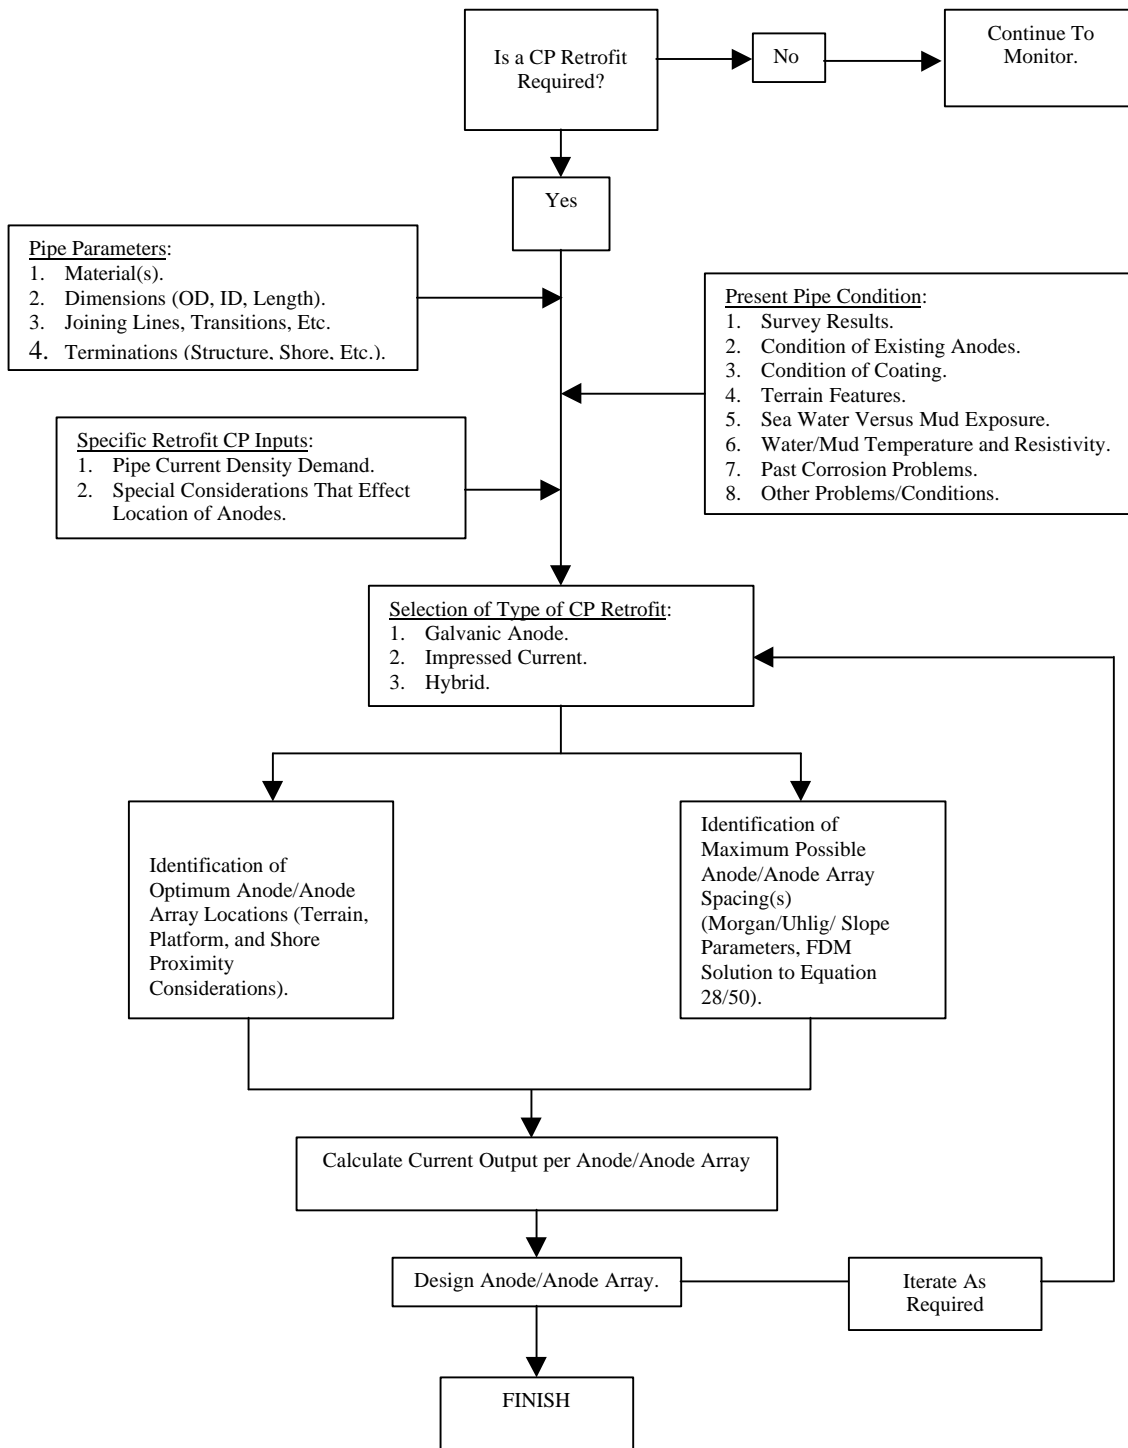 Is a CP Retrofit
Required?
No
Continue To
Monitor.
Yes
Pipe Parameters:
1. Material(s).
2. Dimensions (OD, ID, Length).
3. Joining Lines, Transitions, Etc.
4. Terminations (Structure, Shore, Etc.).
Present Pipe Condition:
1. Survey Results.
2. Condition of Existing Anodes.
3. Condition of Coating.
4. Terrain Features.
5. Sea Water Versus Mud Exposure.
6. Water/Mud Temperature and Resistivity.
7. Past Corrosion Problems.
8. Other Problems/Conditions.
Specific Retrofit CP Inputs:
1. Pipe Current Density Demand.
2. Special Considerations That Effect
Location of Anodes.
Selection of Type of CP Retrofit:
1. Galvanic Anode.
2. Impressed Current.
3. Hybrid.
Identification of
Optimum Anode/Anode
Array Locations (Terrain,
Platform, and Shore
Proximity
Considerations).
Identification of
Maximum Possible
Anode/Anode Array
Spacing(s)
(Morgan/Uhlig/ Slope
Parameters, FDM
Solution to Equation
28/50).
Calculate Current Output per Anode/Anode Array
Design Anode/Anode Array.
Iterate As
Required
FINISH